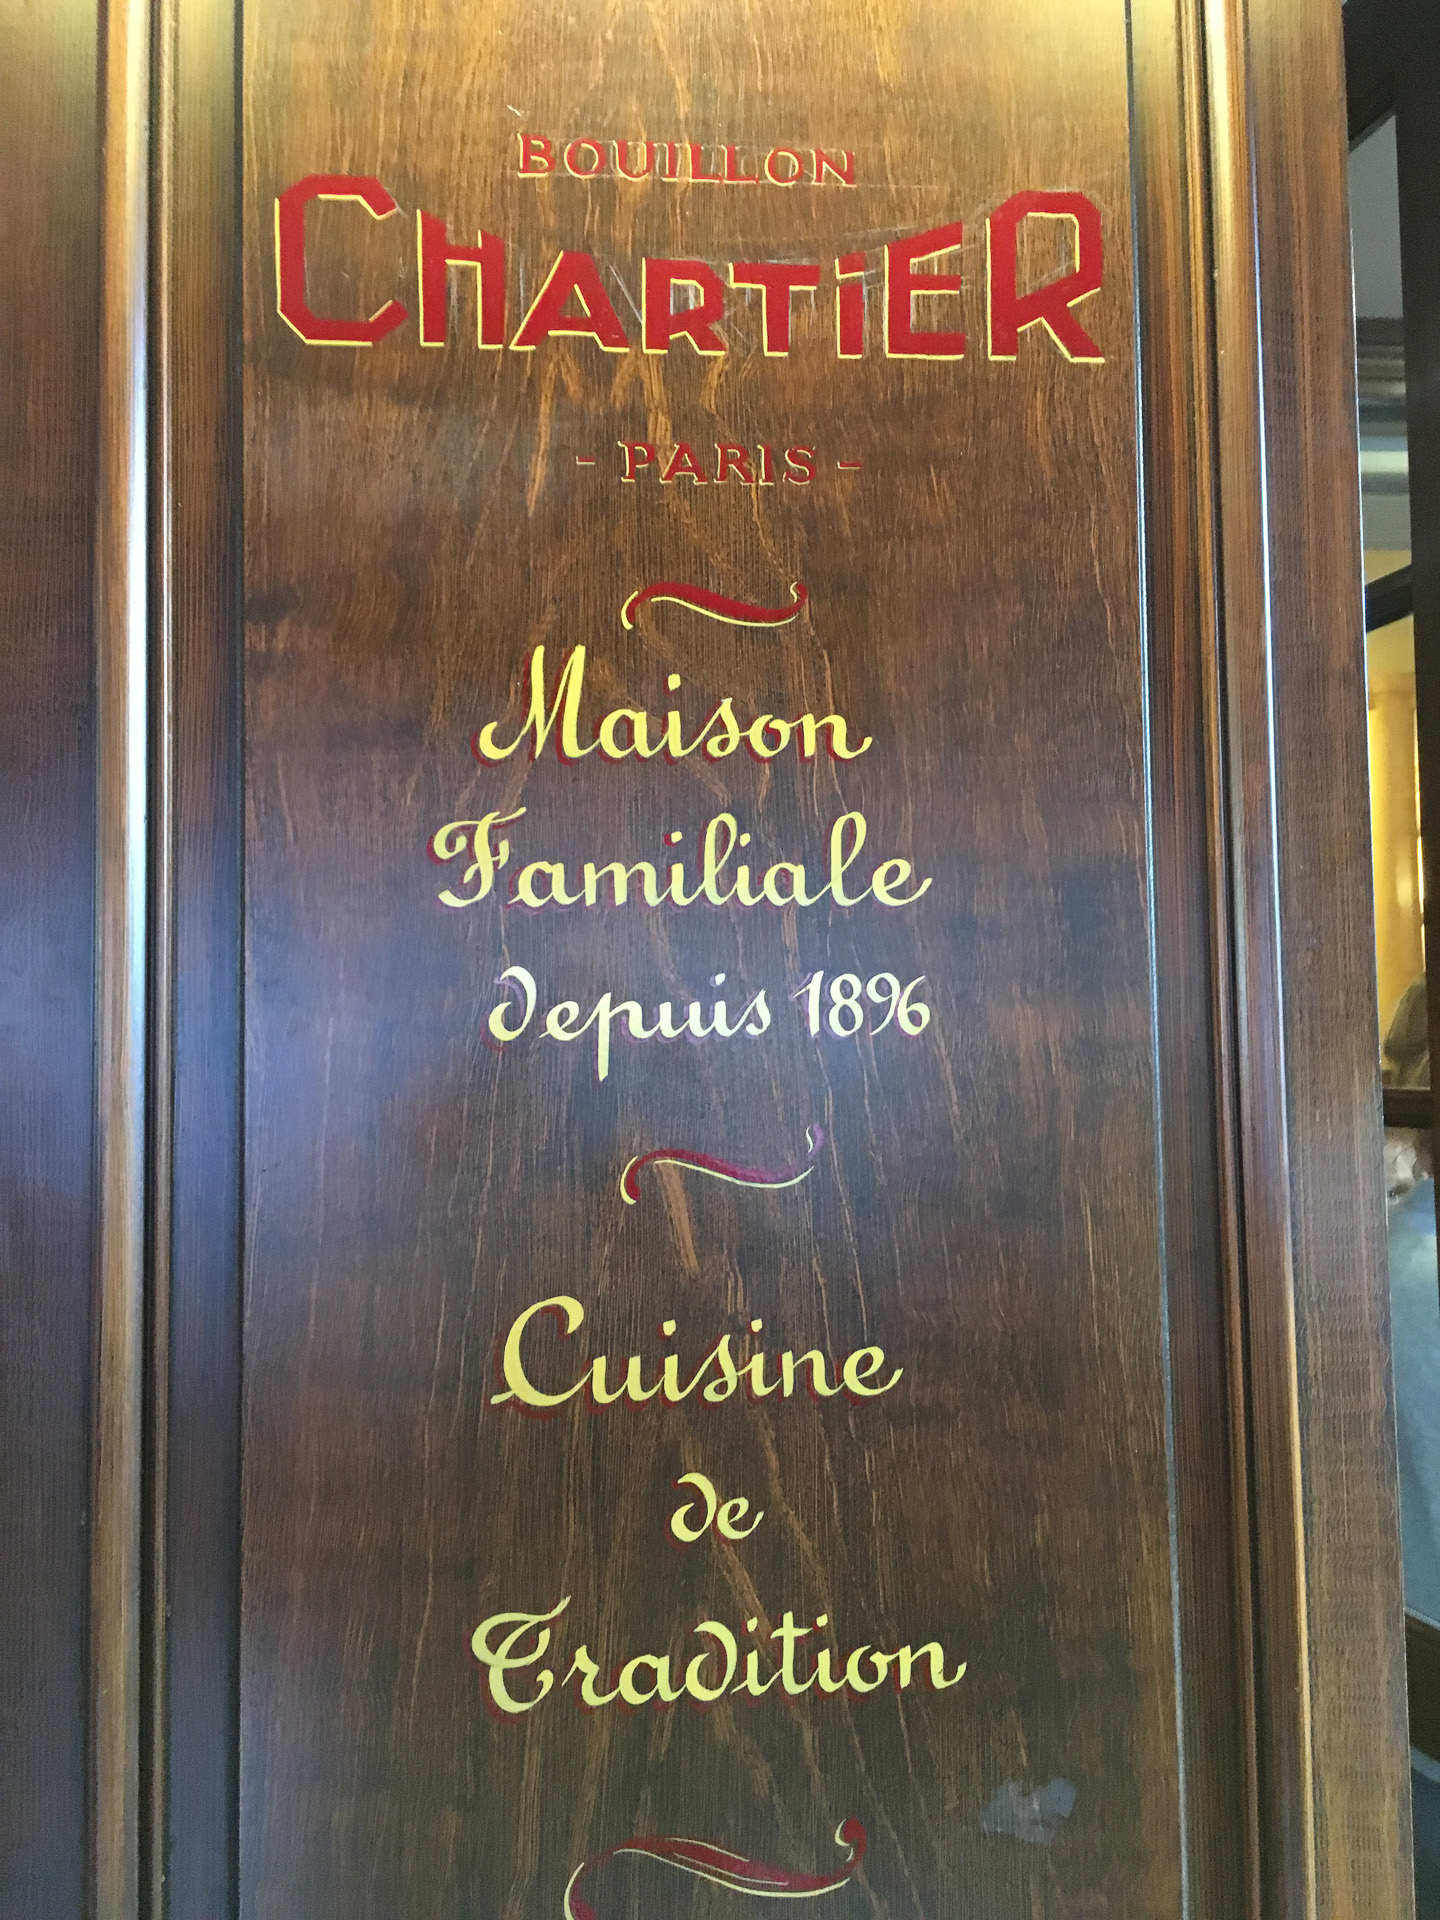 BOUILLON
CHARTiER
- PARIS -
Maison
Familiale
depuis 1896
Cuisine
de
Tradition